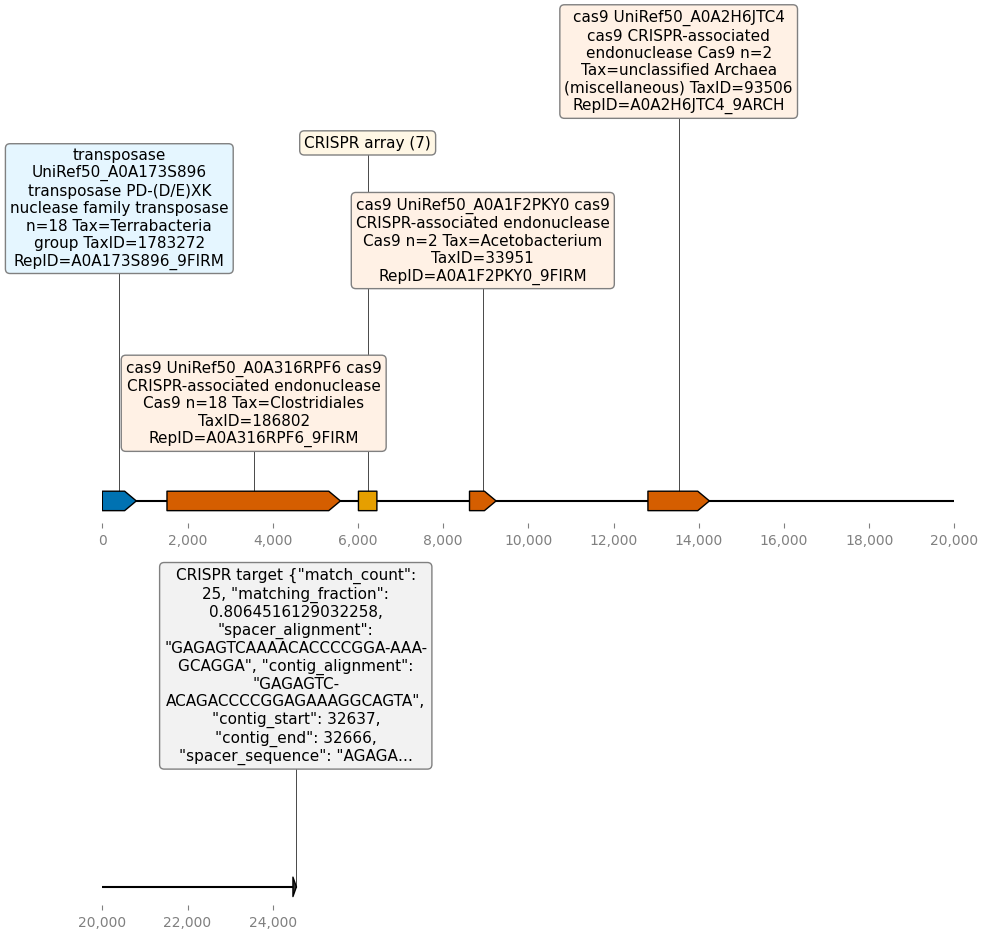 cas9 UniRef50_A0A2H6JTC4
cas9 CRISPR-associated
endonuclease Cas9 n=2
Tax=unclassified Archaea
(miscellaneous) TaxID=93506
RepID=A0A2H6JTC4_9ARCH
CRISPR array (7)
transposase
UniRef50_A0A173S896
transposase PD-(D/E)XK
nuclease family transposase
n=18 Tax=Terrabacteria
group TaxID=1783272
RepID=A0A173S896_9FIRM
cas9 UniRef50_A0A1F2PKY0 cas9
CRISPR-associated endonuclease
Cas9 n=2 Tax=Acetobacterium
TaxID=33951
RepID=A0A1F2PKY0_9FIRM
cas9 UniRef50_A0A316RPF6 cas9
CRISPR-associated endonuclease
Cas9 n=18 Tax=Clostridiales
TaxID=186802
RepID=A0A316RPF6_9FIRM
0 2,000 4,000 6,000 8,000 10,000 12,000 14,000 16,000 18,000 20,000
CRISPR target {"match_count":
25, "matching_fraction":
0.8064516129032258,
"spacer_alignment":
"GAGAGTCAAAACACCCCGGA-AAA-
GCAGGA", "contig_alignment":
"GAGAGTC-
ACAGACCCCGGAGAAAGGCAGTA",
"contig_start": 32637,
"contig_end": 32666,
"spacer_sequence": "AGAGA...
20,000 22,000 24,000